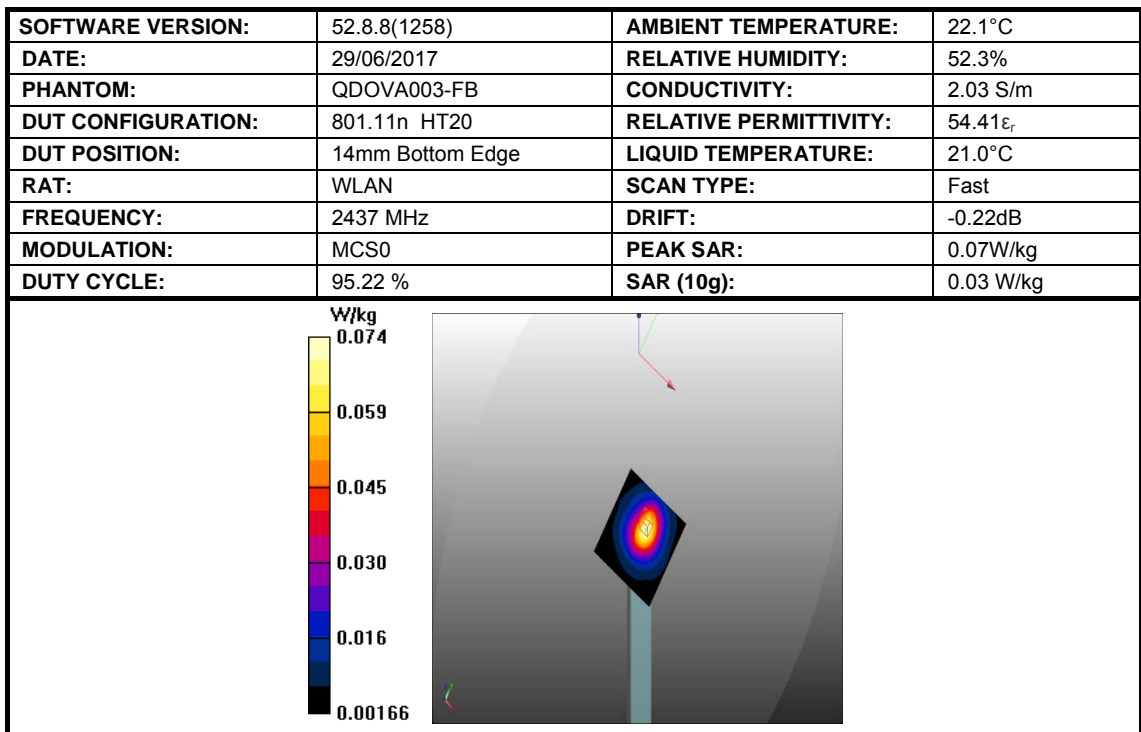 SOFTWARE VERSION: 52.8.8(1258) AMBIENT TEMPERATURE: 22.1°C
DATE: 29/06/2017 RELATIVE HUMIDITY: 52.3%
PHANTOM: QDOVA003-FB CONDUCTIVITY: 2.03 S/m
DUT CONFIGURATION: 801.11n HT20 RELATIVE PERMITTIVITY: 54.41εᵣ
DUT POSITION: 14mm Bottom Edge LIQUID TEMPERATURE: 21.0°C
RAT: WLAN SCAN TYPE: Fast
FREQUENCY: 2437 MHz DRIFT: -0.22dB
MODULATION: MCS0 PEAK SAR: 0.07W/kg
DUTY CYCLE: 95.22 % SAR (10g): 0.03 W/kg
W/kg
0.074
0.059
0.045
0.030
0.016
0.00166